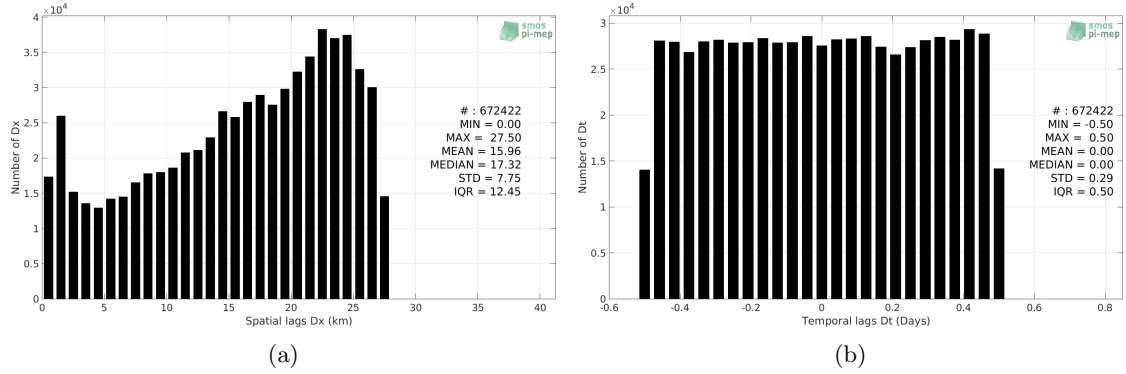 ×10⁴
4
3.5
3
2.5
2
1.5
1
0.5
0
Number of Dx
0 5 10 15 20 25 30 35 40
Spatial lags Dx (km)
smos
pi-mep
# : 672422
MIN = 0.00
MAX = 27.50
MEAN = 15.96
MEDIAN = 17.32
STD = 7.75
IQR = 12.45
(a)
×10⁴
3
2.5
2
1.5
1
0.5
0
Number of Dt
-0.6 -0.4 -0.2 0 0.2 0.4 0.6 0.8
Temporal lags Dt (Days)
smos
pi-mep
# : 672422
MIN = -0.50
MAX = 0.50
MEAN = 0.00
MEDIAN = 0.00
STD = 0.29
IQR = 0.50
(b)